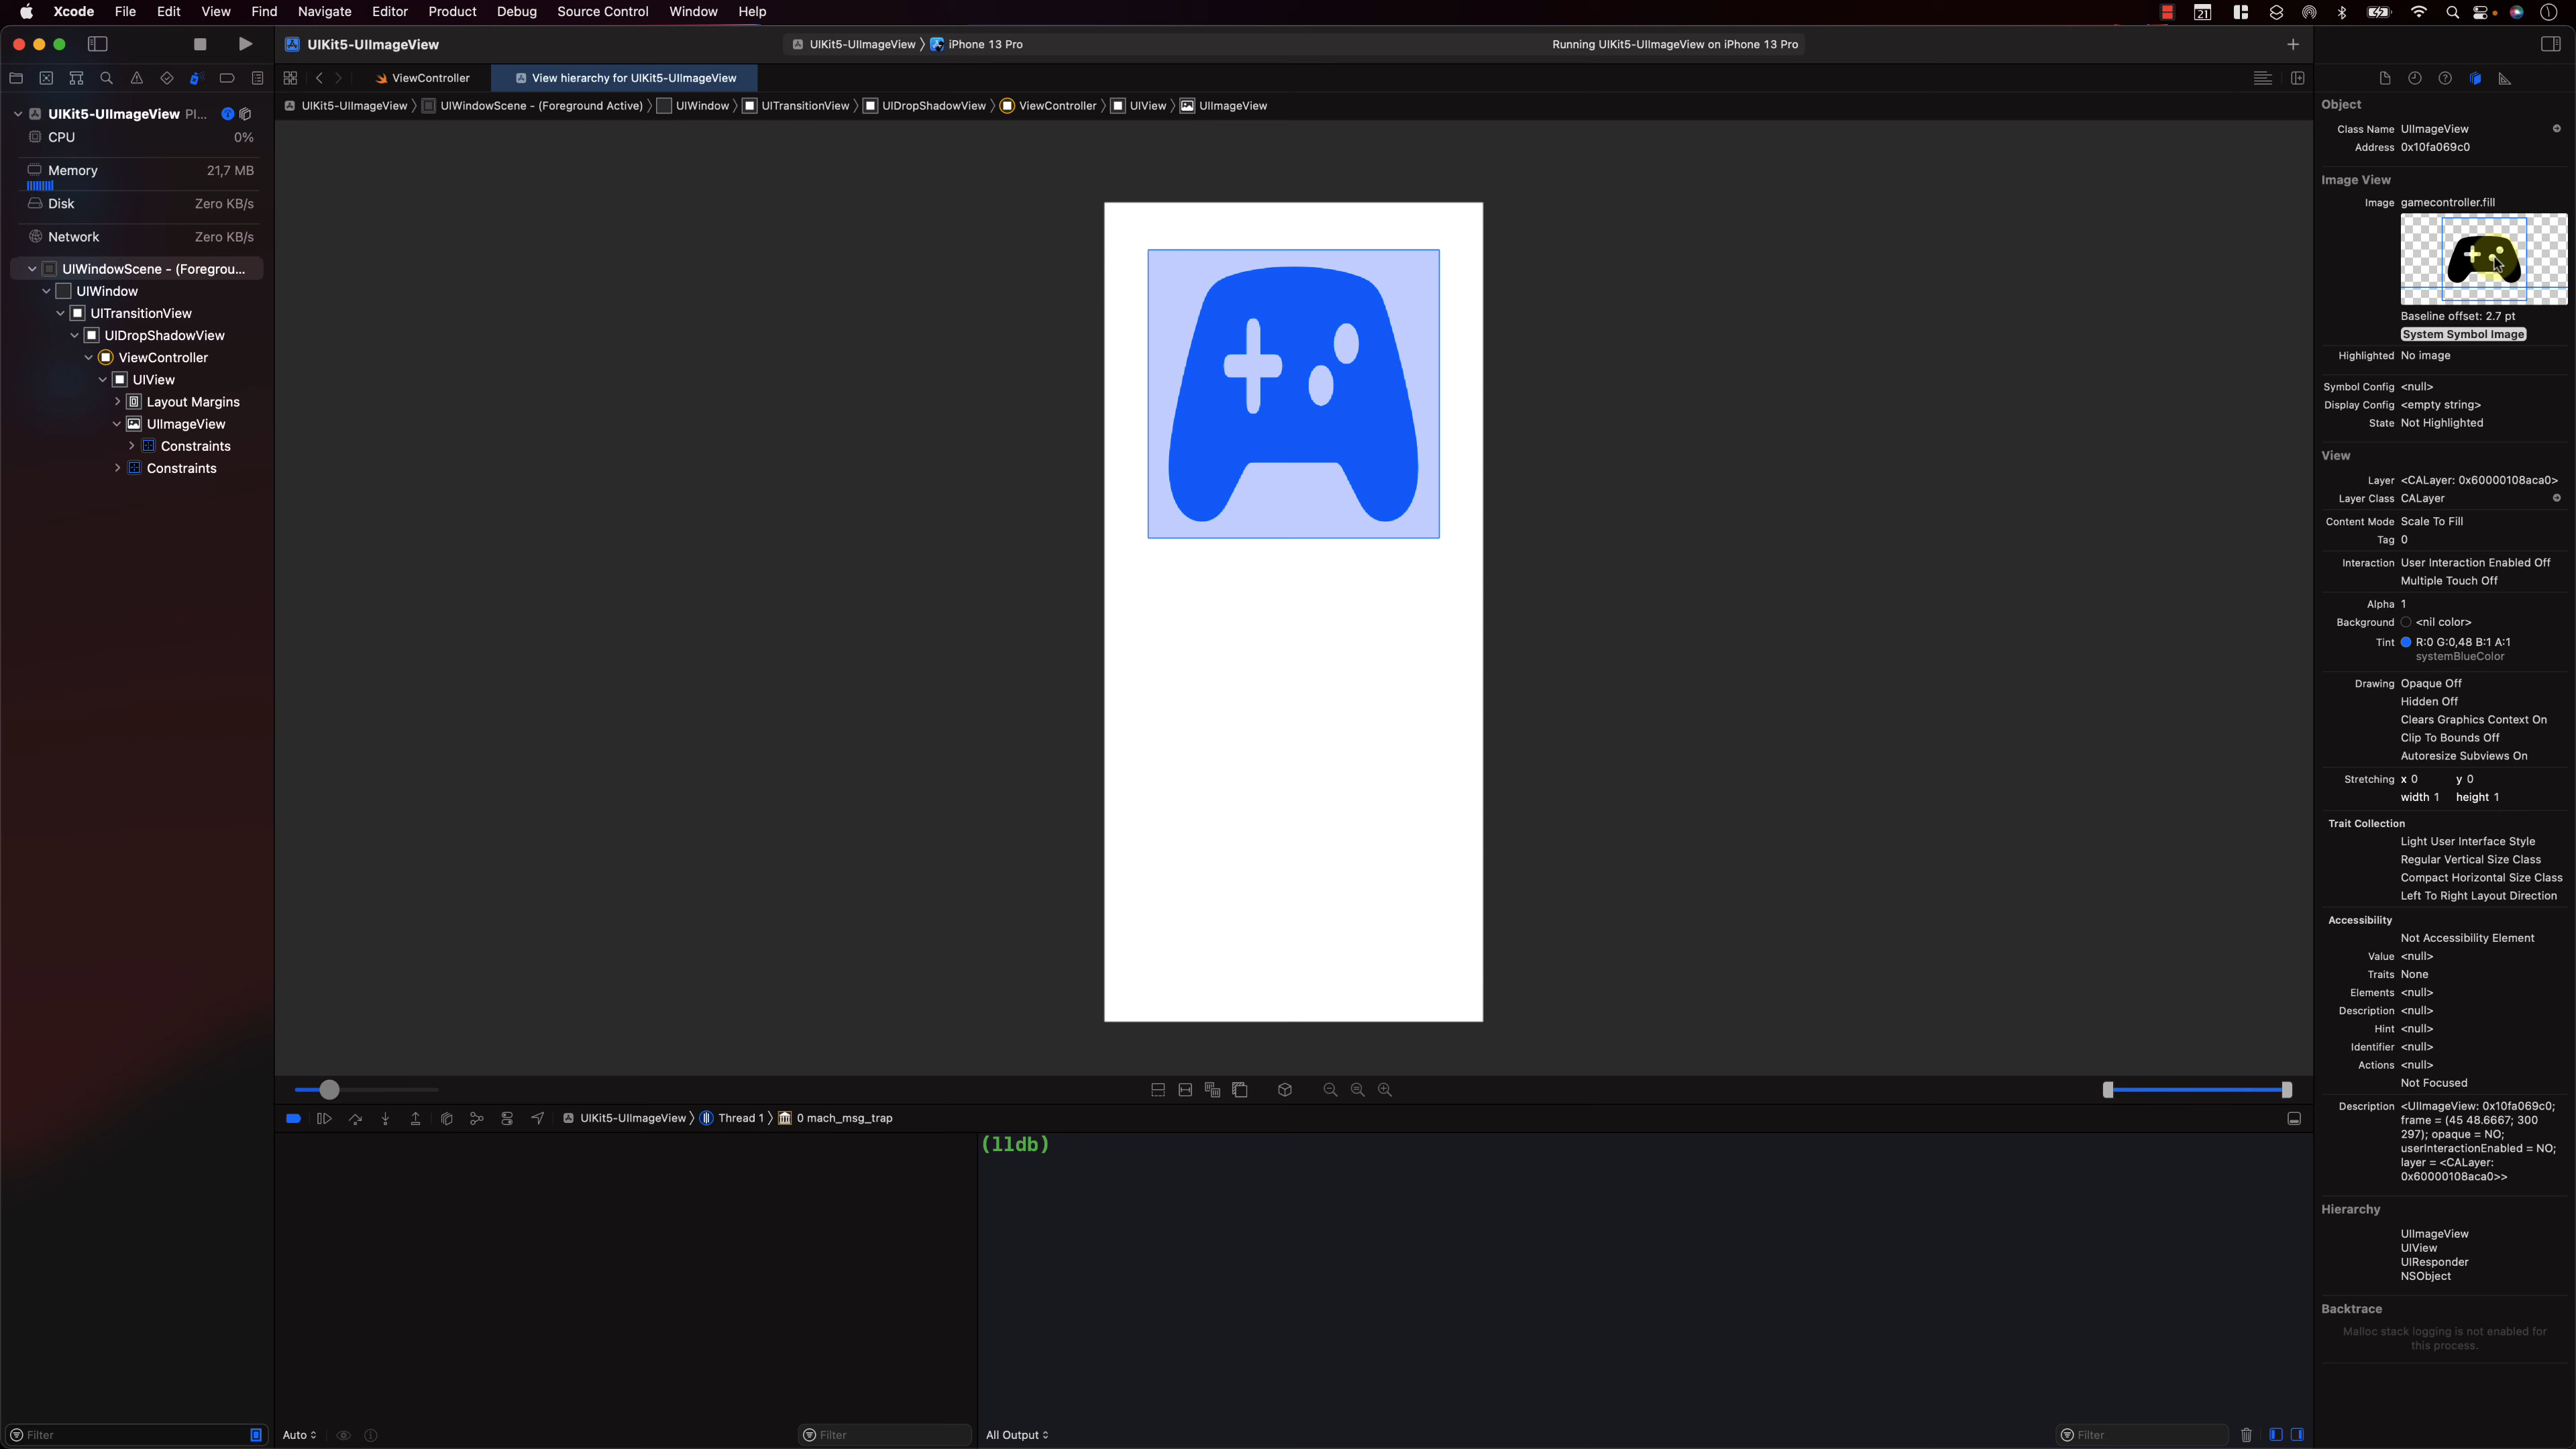 Xcode File Edit View Find Navigate Editor Product Debug Source Control Window Help
21
UIKit5-UIImageView
UIKit5-UIImageView iPhone 13 Pro
Running UIKit5-UIImageView on iPhone 13 Pro
ViewController
View hierarchy for UIKit5-UIImageView
UIKit5-UIImageView UIWindowScene - (Foreground Active) UIWindow UITransitionView UIDropShadowView ViewController UIView UIImageView
UIKit5-UIImageView PI...
CPU 0%
Memory 21,7 MB
Disk Zero KB/s
Network Zero KB/s
UIWindowScene - (Foregrou...
UIWindow
UITransitionView
UIDropShadowView
ViewController
UIView
Layout Margins
UIImageView
Constraints
Constraints
Filter
UIKit5-UIImageView Thread 1 0 mach_msg_trap
(lldb)
Auto
Filter
All Output
Filter
Object
Class Name UIImageView
Address 0x10fa069c0
Image View
Image gamecontroller.fill
Baseline offset: 2.7 pt
System Symbol Image
Highlighted No image
Symbol Config <null>
Display Config <empty string>
State Not Highlighted
View
Layer <CALayer: 0x60000108aca0>
Layer Class CALayer
Content Mode Scale To Fill
Tag 0
Interaction User Interaction Enabled Off
Multiple Touch Off
Alpha 1
Background <nil color>
Tint R:0 G:0,48 B:1 A:1
systemBlueColor
Drawing Opaque Off
Hidden Off
Clears Graphics Context On
Clip To Bounds Off
Autoresize Subviews On
Stretching x 0 y 0
width 1 height 1
Trait Collection
Light User Interface Style
Regular Vertical Size Class
Compact Horizontal Size Class
Left To Right Layout Direction
Accessibility
Not Accessibility Element
Value <null>
Traits None
Elements <null>
Description <null>
Hint <null>
Identifier <null>
Actions <null>
Not Focused
Description <UIImageView: 0x10fa069c0;
frame = (45 48.6667; 300
297); opaque = NO;
userInteractionEnabled = NO;
layer = <CALayer:
0x60000108aca0>>
Hierarchy
UIImageView
UIView
UIResponder
NSObject
Backtrace
Malloc stack logging is not enabled for
this process.